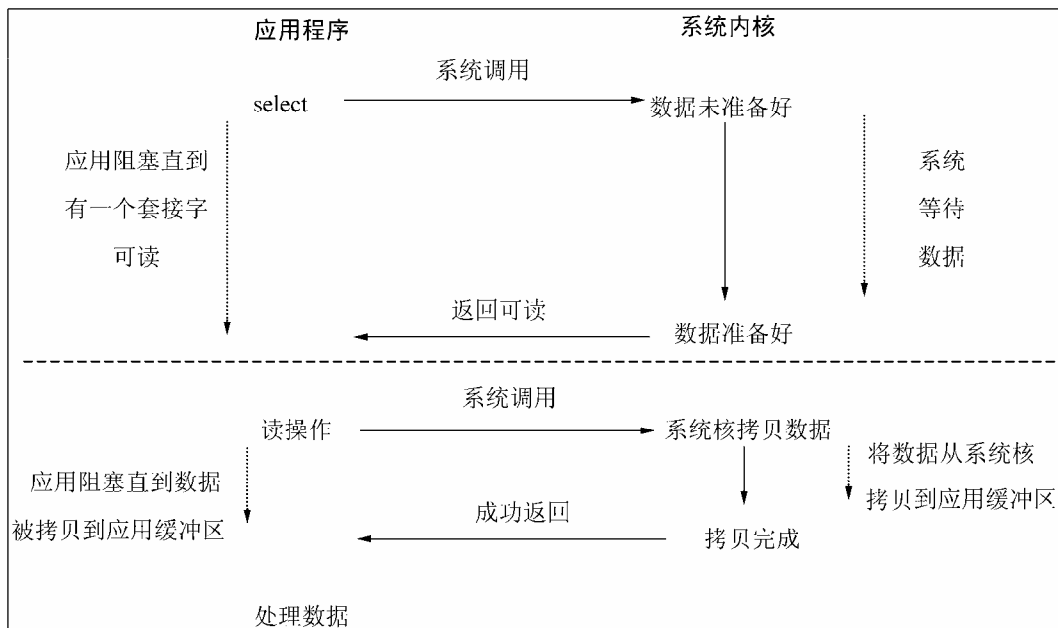 应用程序
系统内核
系统调用
select
数据未准备好
应用阻塞直到
有一个套接字
可读
系统
等待
数据
返回可读
数据准备好
系统调用
读操作
系统核拷贝数据
应用阻塞直到数据
被拷贝到应用缓冲区
将数据从系统核
拷贝到应用缓冲区
成功返回
拷贝完成
处理数据